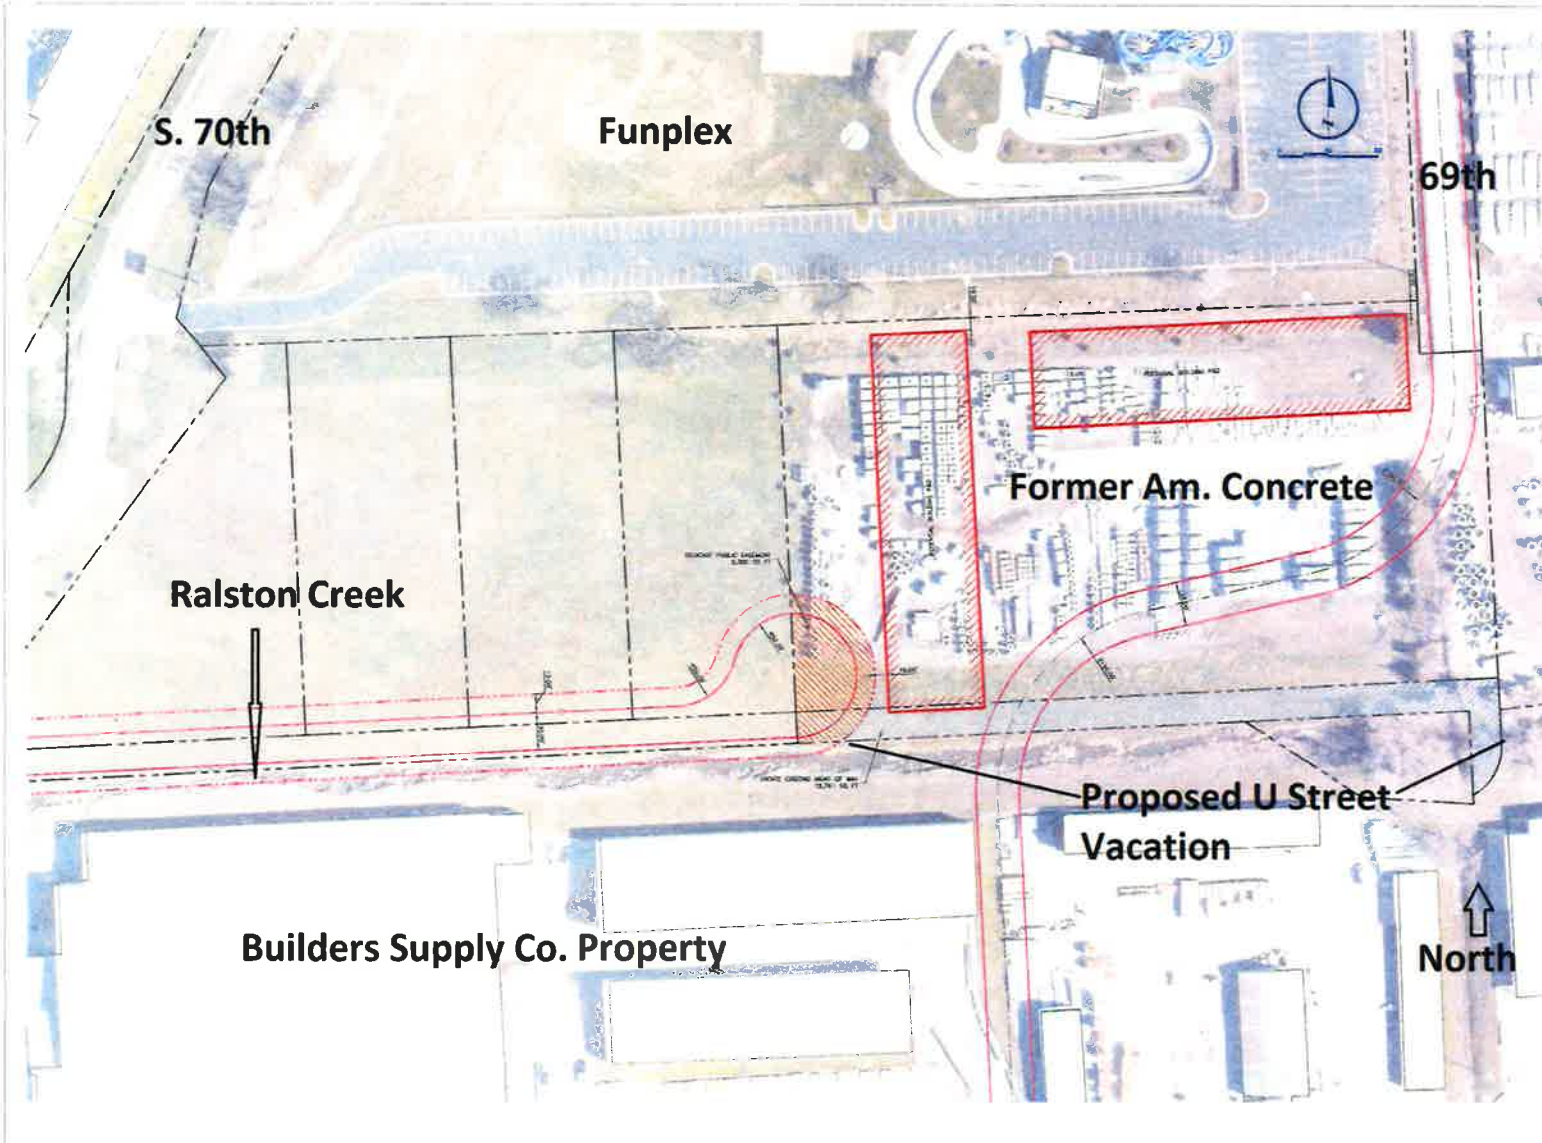 S. 70th
Funplex
69th
Former Am. Concrete
Ralston Creek
Proposed U Street
Vacation
Builders Supply Co. Property
North